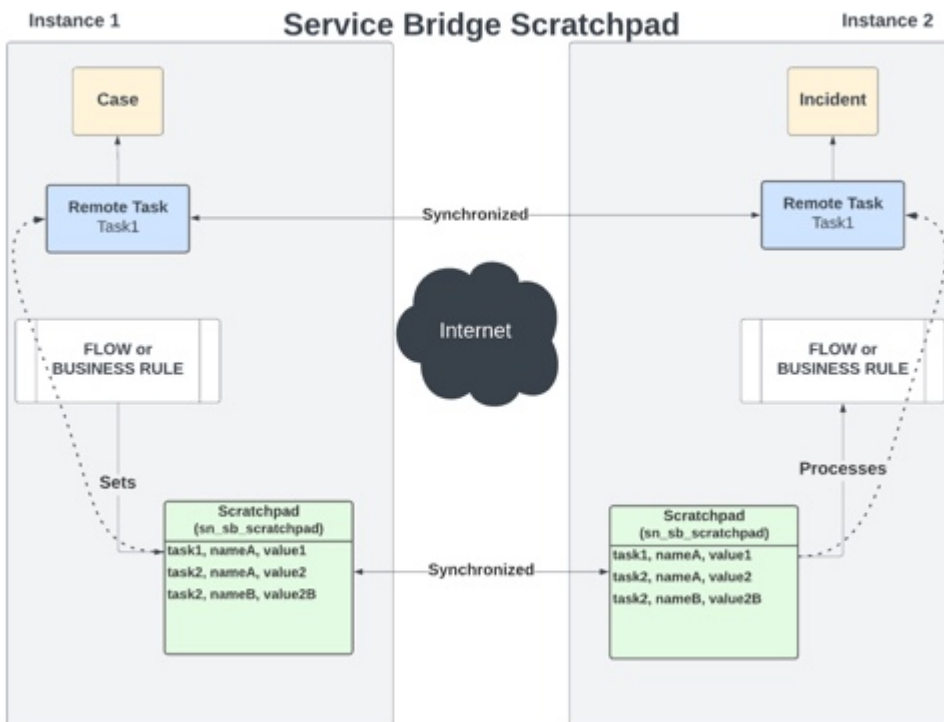 Instance 1
Service Bridge Scratchpad
Instance 2
Case
Incident
Remote Task
Task1
Synchronized
Remote Task
Task1
Internet
FLOW or
BUSINESS RULE
FLOW or
BUSINESS RULE
Sets
Processes
Scratchpad
(sn_sb_scratchpad)
task1, nameA, value1
task2, nameA, value2
task2, nameB, value2B
Synchronized
Scratchpad
(sn_sb_scratchpad)
task1, nameA, value1
task2, nameA, value2
task2, nameB, value2B